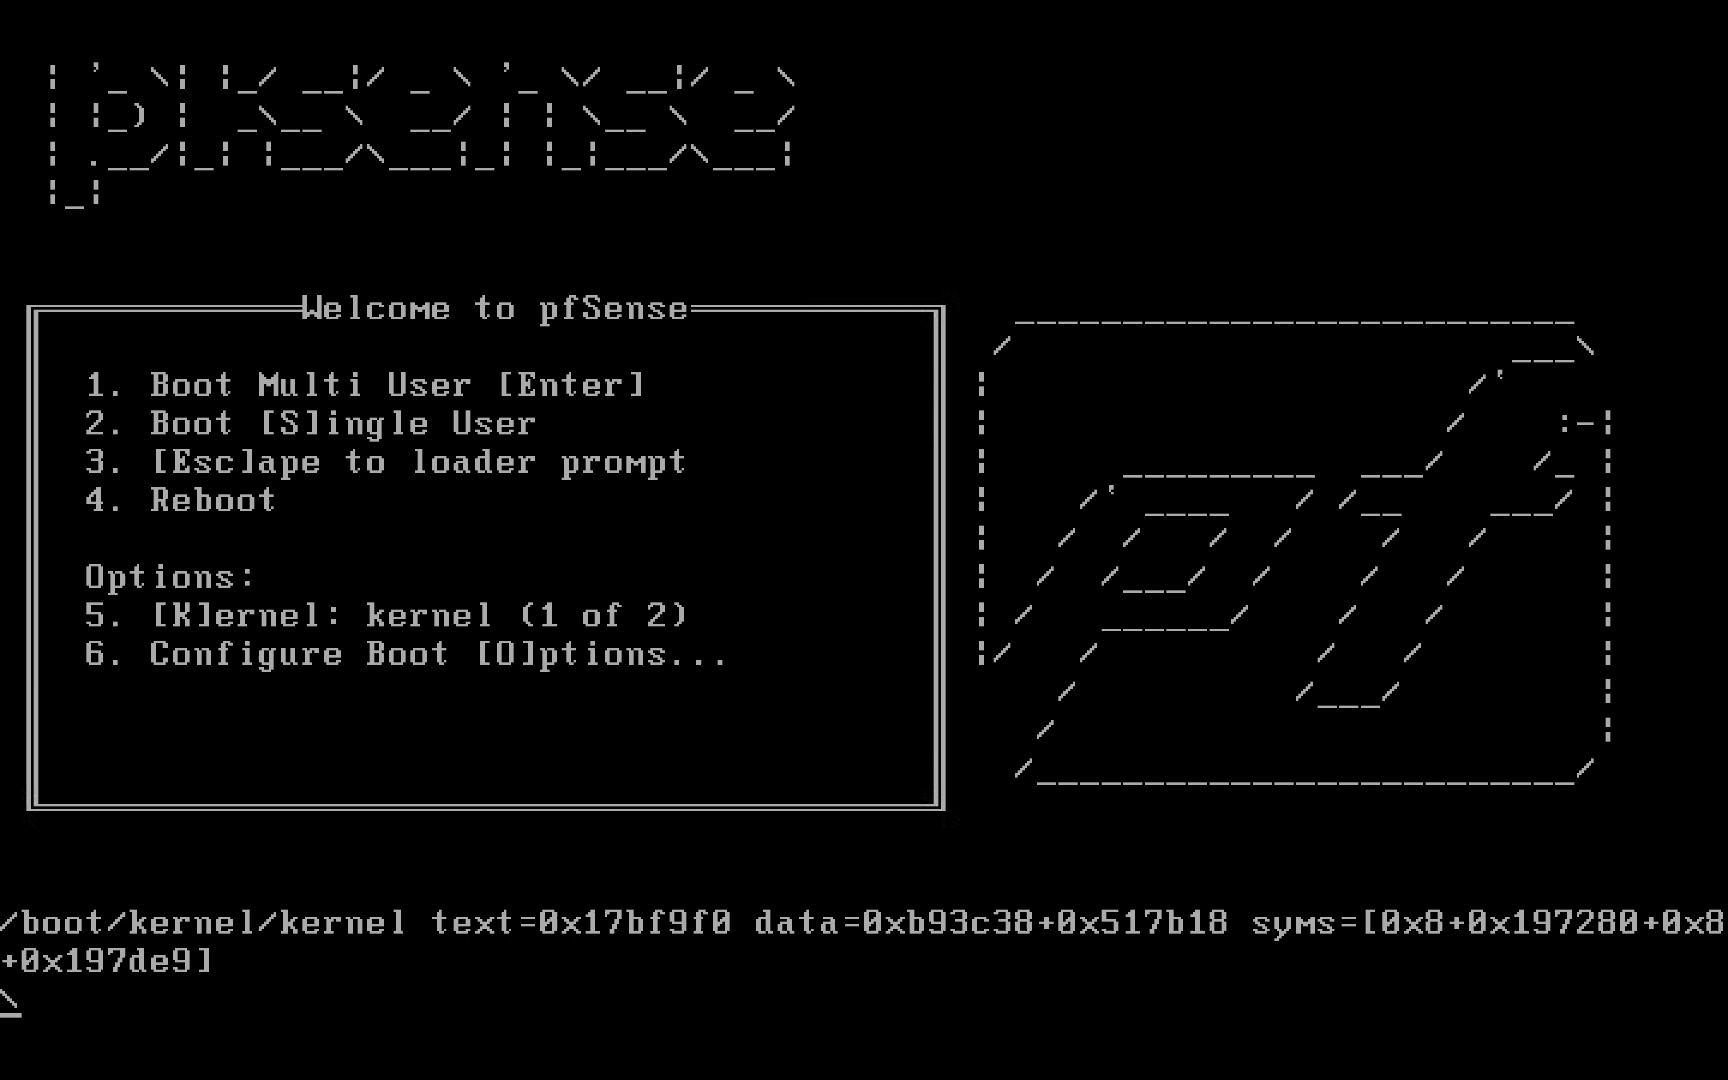 Welcome to pfSense
1. Boot Multi User [Enter]
2. Boot [S]ingle User
3. [Esc]ape to loader prompt
4. Reboot
Options:
5. [K]ernel: kernel (1 of 2)
6. Configure Boot [O]ptions...
/boot/kernel/kernel text=0x17bf9f0 data=0xb93c38+0x517b18 syms=[0x8+0x197280+0x8
+0x197de9]
\